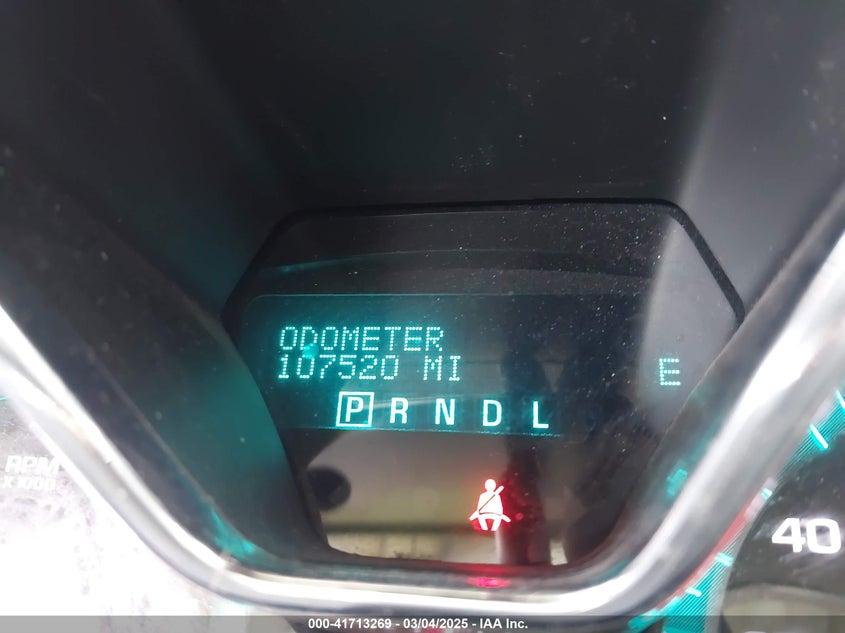 ODOMETER
107520 MI E
P R N D L
RPM
X 1000
40
000-41713269 - 03/04/2025 - IAA Inc.